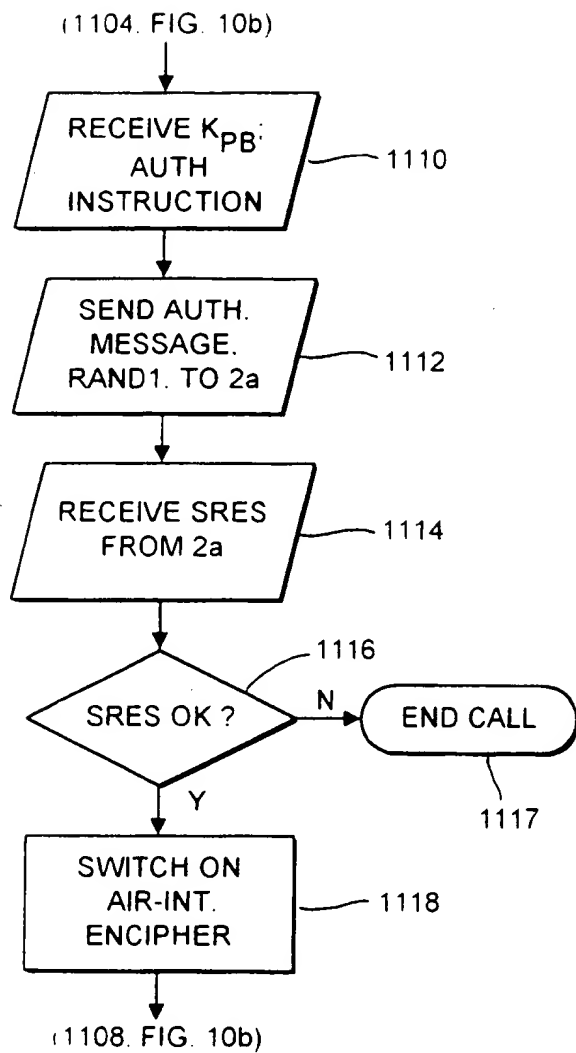 (1104. FIG. 10b)
RECEIVE KPB:
AUTH
INSTRUCTION
1110
SEND AUTH.
MESSAGE.
RAND1. TO 2a
1112
RECEIVE SRES
FROM 2a
1114
1116
SRES OK ?
N
END CALL
1117
Y
SWITCH ON
AIR-INT.
ENCIPHER
1118
(1108. FIG. 10b)